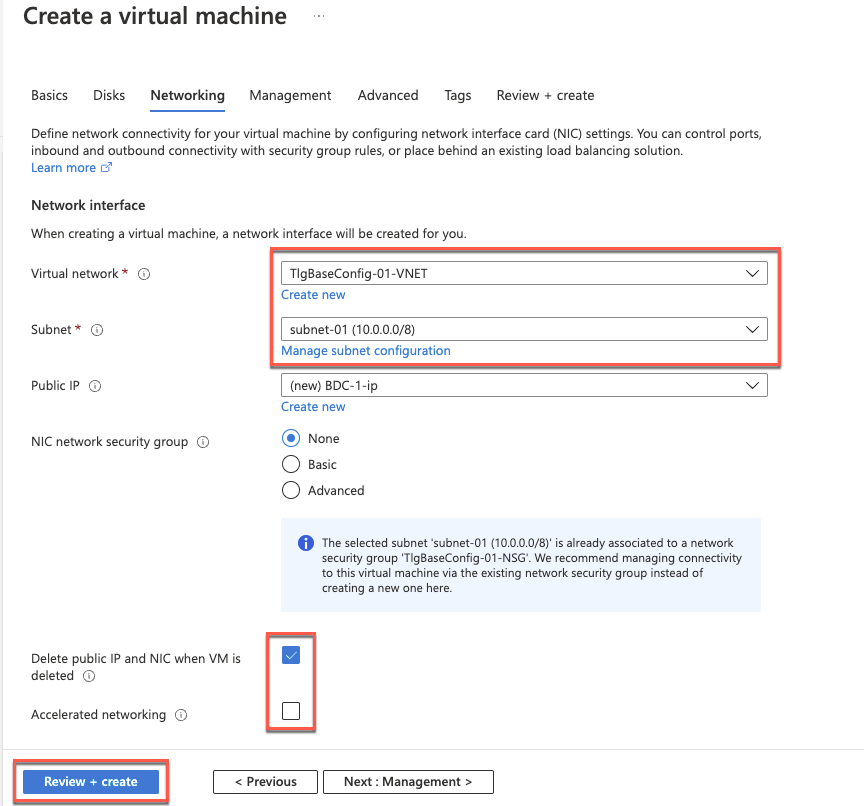 Create a virtual machine ...
Basics Disks Networking Management Advanced Tags Review + create
Define network connectivity for your virtual machine by configuring network interface card (NIC) settings. You can control ports,
inbound and outbound connectivity with security group rules, or place behind an existing load balancing solution.
Learn more
Network interface
When creating a virtual machine, a network interface will be created for you.
Virtual network *
TlgBaseConfig-01-VNET
Create new
Subnet *
subnet-01 (10.0.0.0/8)
Manage subnet configuration
Public IP
(new) BDC-1-ip
Create new
NIC network security group
None
Basic
Advanced
The selected subnet 'subnet-01 (10.0.0.0/8)' is already associated to a network
security group 'TlgBaseConfig-01-NSG'. We recommend managing connectivity
to this virtual machine via the existing network security group instead of
creating a new one here.
Delete public IP and NIC when VM is
deleted
Accelerated networking
Review + create < Previous Next : Management >